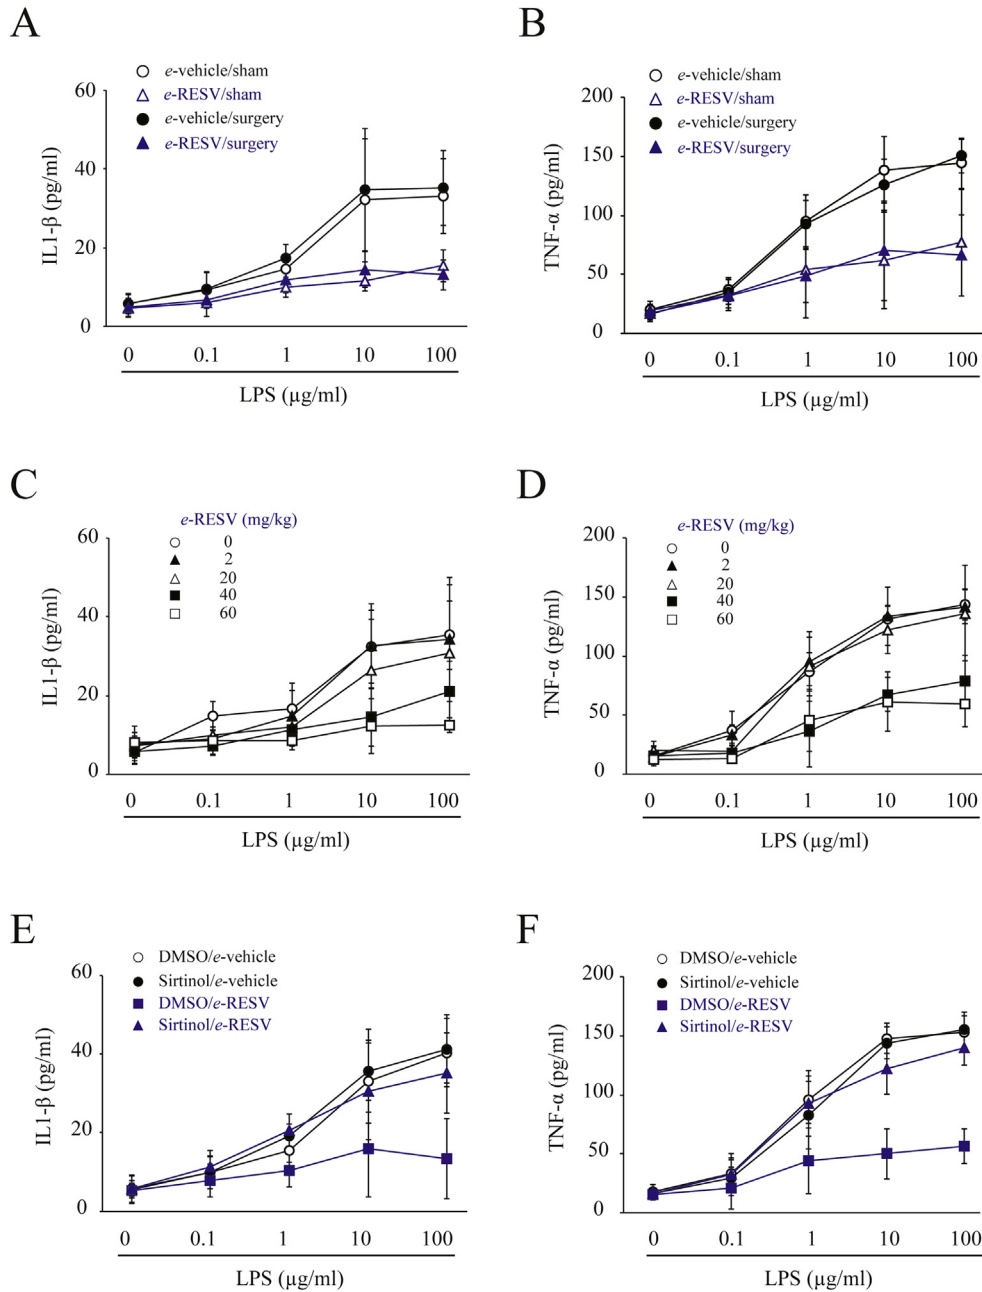 A
e-vehicle/sham
e-RESV/sham
e-vehicle/surgery
e-RESV/surgery
60
40
20
0
IL1-β (pg/ml)
0 0.1 1 10 100
LPS (µg/ml)
B
e-vehicle/sham
e-RESV/sham
e-vehicle/surgery
e-RESV/surgery
200
150
100
50
0
TNF-α (pg/ml)
0 0.1 1 10 100
LPS (µg/ml)
C
e-RESV (mg/kg)
0
2
20
40
60
60
40
20
0
IL1-β (pg/ml)
0 0.1 1 10 100
LPS (µg/ml)
D
e-RESV (mg/kg)
0
2
20
40
60
200
150
100
50
0
TNF-α (pg/ml)
0 0.1 1 10 100
LPS (µg/ml)
E
DMSO/e-vehicle
Sirtinol/e-vehicle
DMSO/e-RESV
Sirtinol/e-RESV
60
40
20
0
IL1-β (pg/ml)
0 0.1 1 10 100
LPS (µg/ml)
F
DMSO/e-vehicle
Sirtinol/e-vehicle
DMSO/e-RESV
Sirtinol/e-RESV
200
150
100
50
0
TNF-α (pg/ml)
0 0.1 1 10 100
LPS (µg/ml)